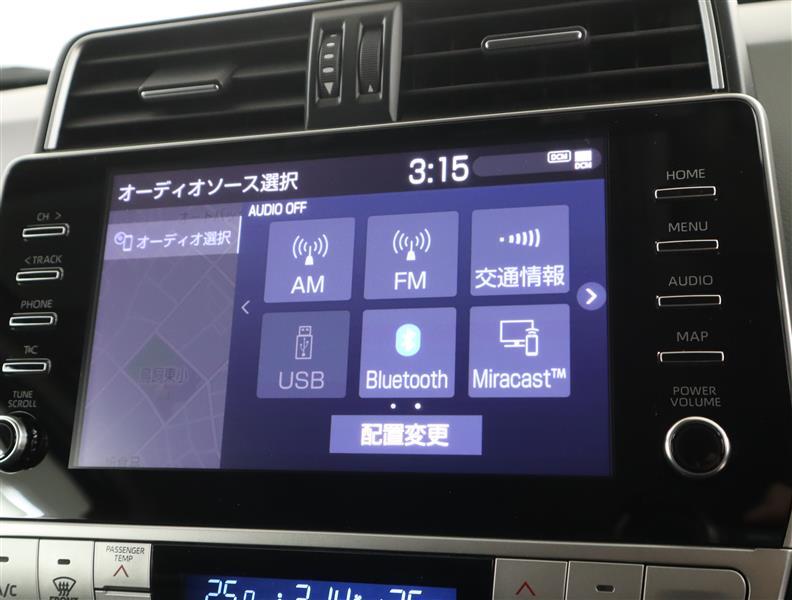 オーディオソース選択
3:15
DCM
DCM
AUDIO OFF
オーディオ選択
AM
FM
交通情報
USB
Bluetooth
Miracast™
配置変更
CH >
< TRACK
PHONE
T-C
TUNE
SCROLL
HOME
MENU
AUDIO
MAP
POWER
VOLUME
A/C
FRONT
PASSENGER
TEMP